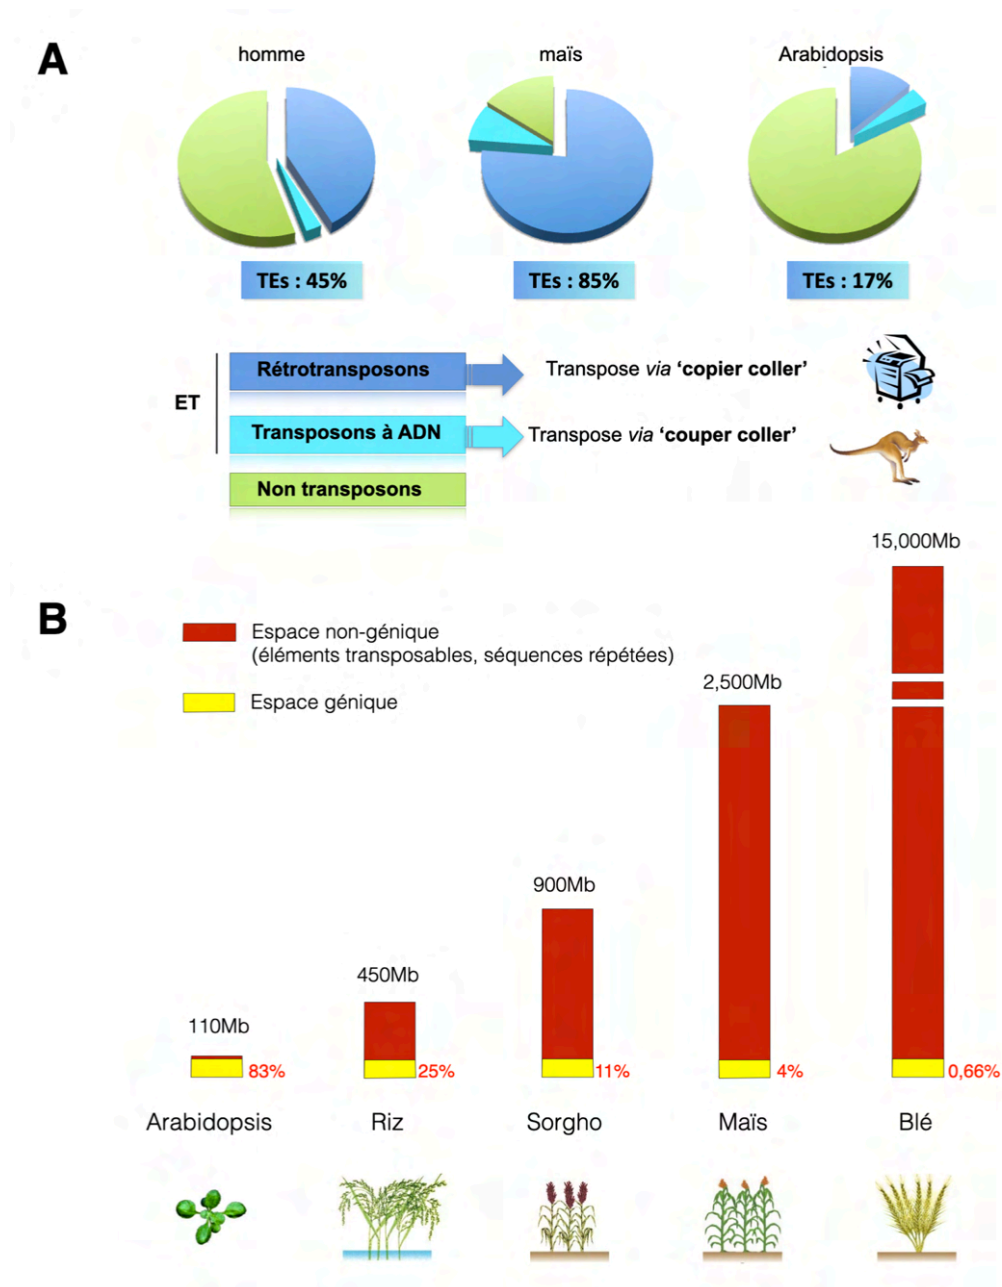 A
homme
maïs
Arabidopsis
TEs : 45%
TEs : 85%
TEs : 17%
ET
Rétrotransposons
Transpose via ‘copier coller’
Transposons à ADN
Transpose via ‘couper coller’
Non transposons
B
Espace non-génique
(éléments transposables, séquences répétées)
Espace génique
110Mb
450Mb
900Mb
2,500Mb
15,000Mb
83%
25%
11%
4%
0,66%
Arabidopsis
Riz
Sorgho
Maïs
Blé